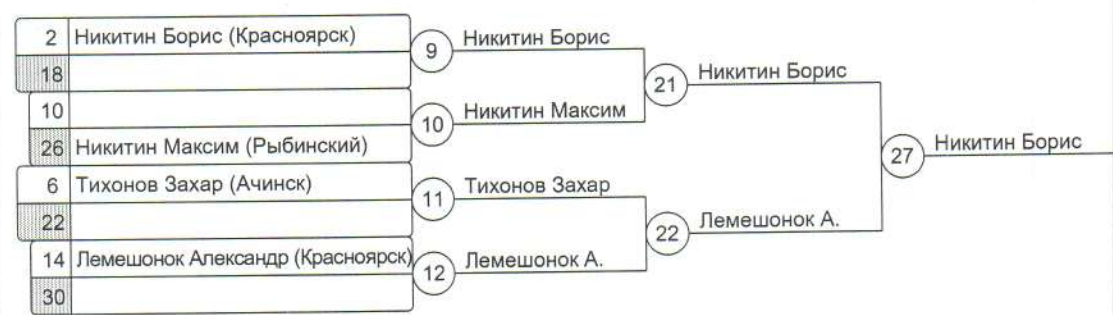 2 Никитин Борис (Красноярск)
18
10
26 Никитин Максим (Рыбинский)
6 Тихонов Захар (Ачинск)
22
14 Лемешонок Александр (Красноярск)
30
9 Никитин Борис
10 Никитин Максим
11 Тихонов Захар
12 Лемешонок А.
21 Никитин Борис
22 Лемешонок А.
27 Никитин Борис